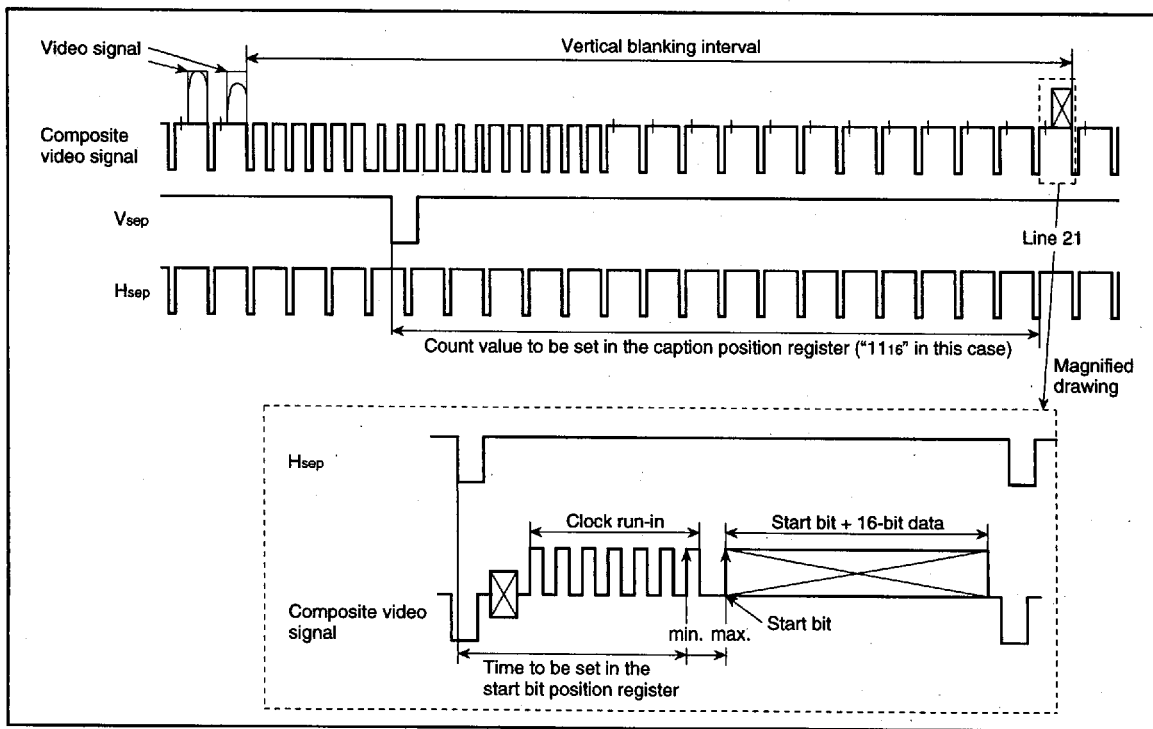 Video signal
Vertical blanking interval
Composite
video signal
Vsep
Line 21
Hsep
Count value to be set in the caption position register (“1116” in this case)
Magnified
drawing
Hsep
Clock run-in
Start bit + 16-bit data
Composite video
signal
min.
max.
Start bit
Time to be set in the
start bit position register